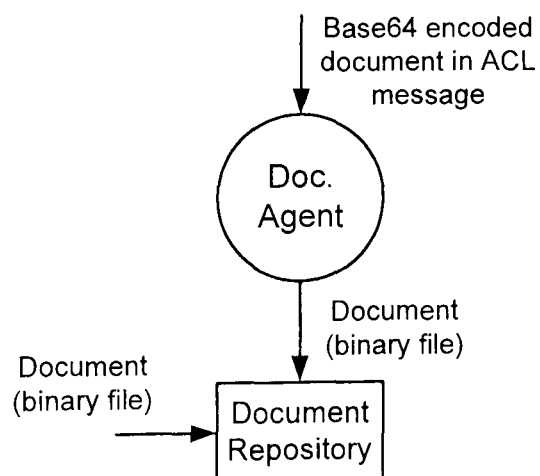 Base64 encoded
document in ACL
message
Doc.
Agent
Document
(binary file)
Document
(binary file)
Document
Repository